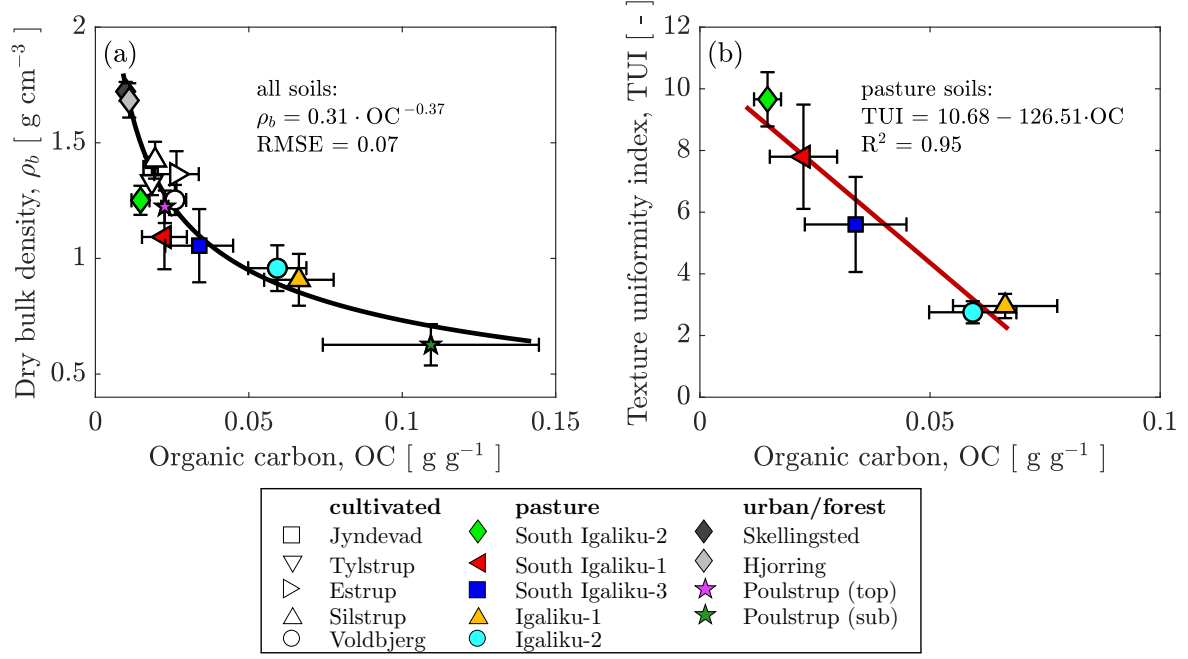 (a)
all soils:
ρb = 0.31 · OC−0.37
RMSE = 0.07
Dry bulk density, ρb [ g cm−3 ]
2
1.5
1
0.5
0 0.05 0.1 0.15
Organic carbon, OC [ g g−1 ]
(b)
pasture soils:
TUI = 10.68 − 126.51·OC
R2 = 0.95
Texture uniformity index, TUI [ - ]
12
10
8
6
4
2
0
0 0.05 0.1
Organic carbon, OC [ g g−1 ]
cultivated pasture urban/forest
Jyndevad South Igaliku-2 Skellingsted
Tylstrup South Igaliku-1 Hjorring
Estrup South Igaliku-3 Poulstrup (top)
Silstrup Igaliku-1 Poulstrup (sub)
Voldbjerg Igaliku-2